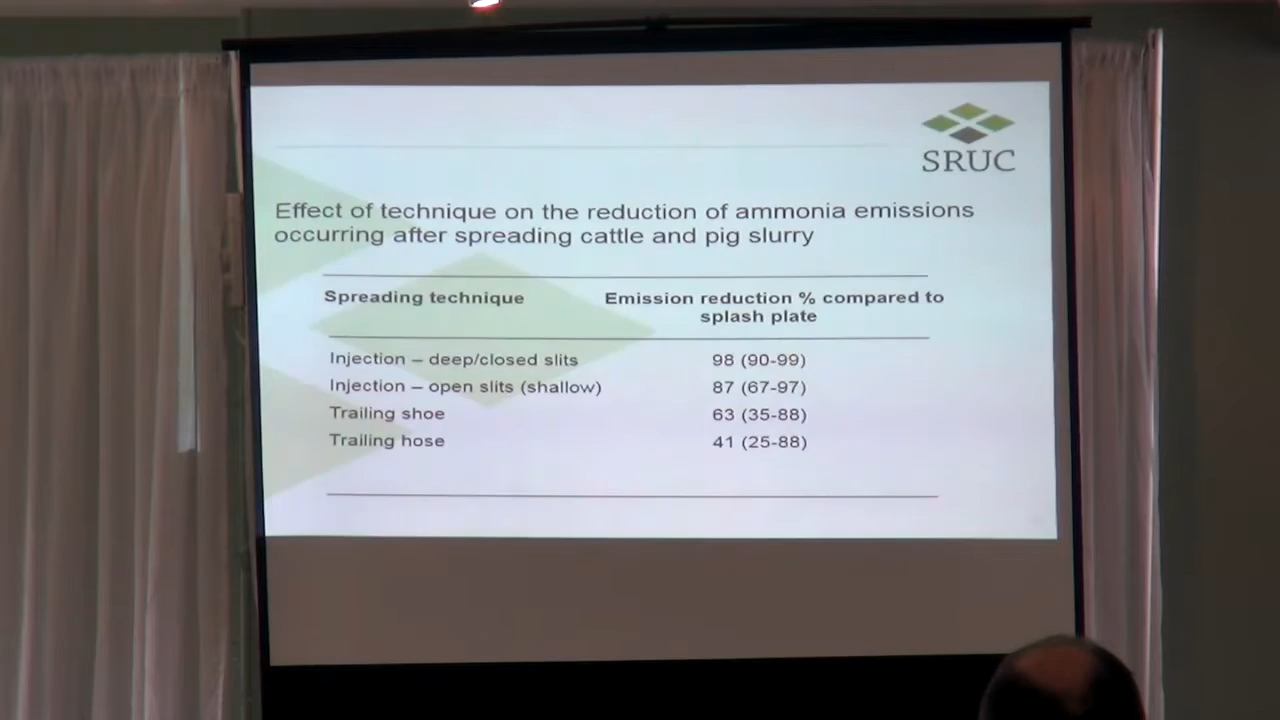 SRUC
Effect of technique on the reduction of ammonia emissions
occurring after spreading cattle and pig slurry
Spreading technique
Emission reduction % compared to
splash plate
Injection – deep/closed slits 98 (90-99)
Injection – open slits (shallow) 87 (67-97)
Trailing shoe 63 (35-88)
Trailing hose 41 (25-88)